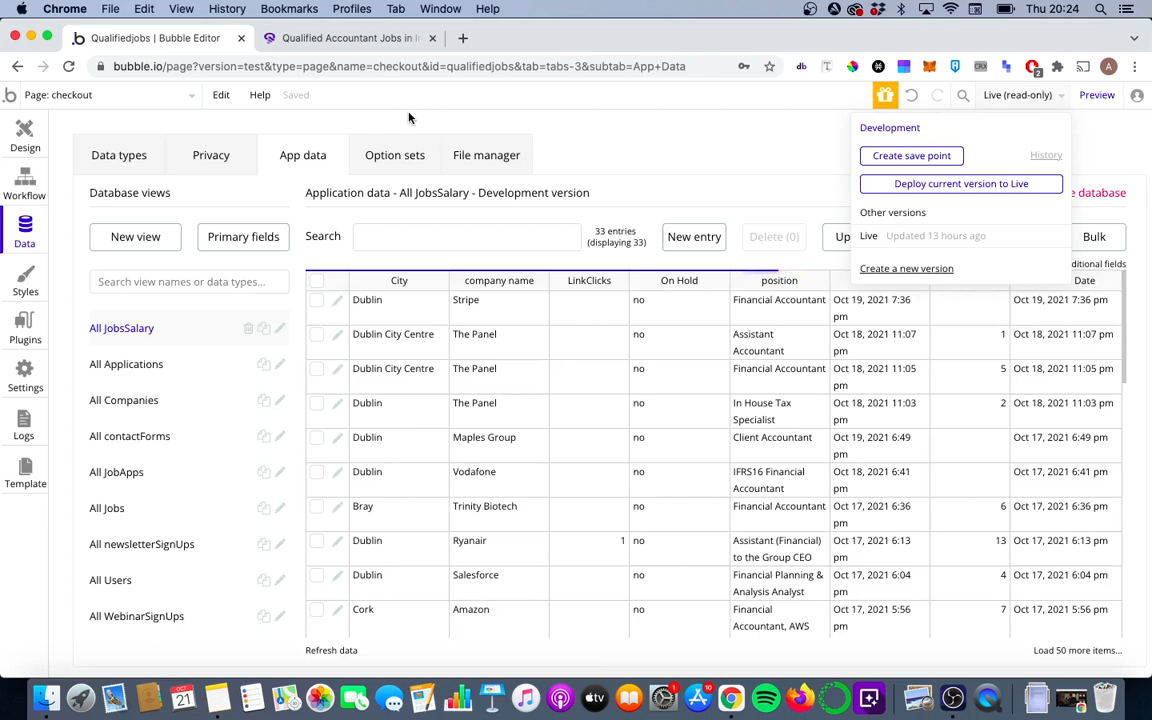 Chrome File Edit View History Bookmarks Profiles Tab Window Help Thu 20:24
Qualifiedjobs | Bubble Editor Qualified Accountant Jobs in
bubble.io/page?version=test&type=page&name=checkout&id=qualifiedjobs&tab=tabs-3&subtab=App+Data
Page: checkout Edit Help Saved Live (read-only) Preview
Development
Create save point History
Deploy current version to Live
Other versions
Live Updated 13 hours ago
Create a new version
Design
Workflow
Data
Styles
Plugins
Settings
Logs
Template
Data types Privacy App data Option sets File manager
Database views
New view Primary fields
Search view names or data types...
All JobsSalary
All Applications
All Companies
All contactForms
All JobApps
All Jobs
All newsletterSignUps
All Users
All WebinarSignUps
Application data - All JobsSalary - Development version database
Search 33 entries
(displaying 33)
New entry Delete (0) Up Bulk
ditional fields
City company name LinkClicks On Hold position Date
Dublin Stripe no Financial Accountant Oct 19, 2021 7:36
pm Oct 19, 2021 7:36 pm
Dublin City Centre The Panel no Assistant
Accountant Oct 18, 2021 11:07
pm 1 Oct 18, 2021 11:07 pm
Dublin City Centre The Panel no Financial Accountant Oct 18, 2021 11:05
pm 5 Oct 18, 2021 11:05 pm
Dublin The Panel no In House Tax
Specialist Oct 18, 2021 11:03
pm 2 Oct 18, 2021 11:03 pm
Dublin Maples Group no Client Accountant Oct 19, 2021 6:49
pm Oct 17, 2021 6:49 pm
Dublin Vodafone no IFRS16 Financial
Accountant Oct 18, 2021 6:41
pm Oct 17, 2021 6:41 pm
Bray Trinity Biotech no Financial Accountant Oct 17, 2021 6:36
pm 6 Oct 17, 2021 6:36 pm
Dublin Ryanair 1 no Assistant (Financial)
to the Group CEO Oct 17, 2021 6:13
pm 13 Oct 17, 2021 6:13 pm
Dublin Salesforce no Financial Planning &
Analysis Analyst Oct 17, 2021 6:04
pm 4 Oct 17, 2021 6:04 pm
Cork Amazon no Financial
Accountant, AWS Oct 17, 2021 5:56
pm 7 Oct 17, 2021 5:56 pm
Refresh data Load 50 more items...